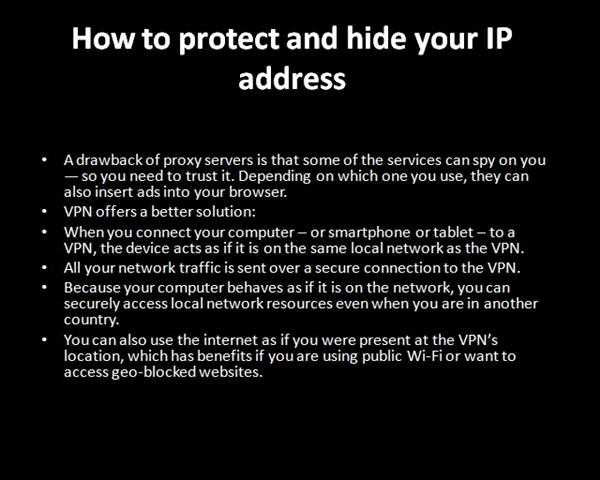 How to protect and hide your IP
address
• A drawback of proxy servers is that some of the services can spy on you
— so you need to trust it. Depending on which one you use, they can
also insert ads into your browser.
• VPN offers a better solution:
• When you connect your computer – or smartphone or tablet – to a
VPN, the device acts as if it is on the same local network as the VPN.
• All your network traffic is sent over a secure connection to the VPN.
• Because your computer behaves as if it is on the network, you can
securely access local network resources even when you are in another
country.
• You can also use the internet as if you were present at the VPN’s
location, which has benefits if you are using public Wi-Fi or want to
access geo-blocked websites.